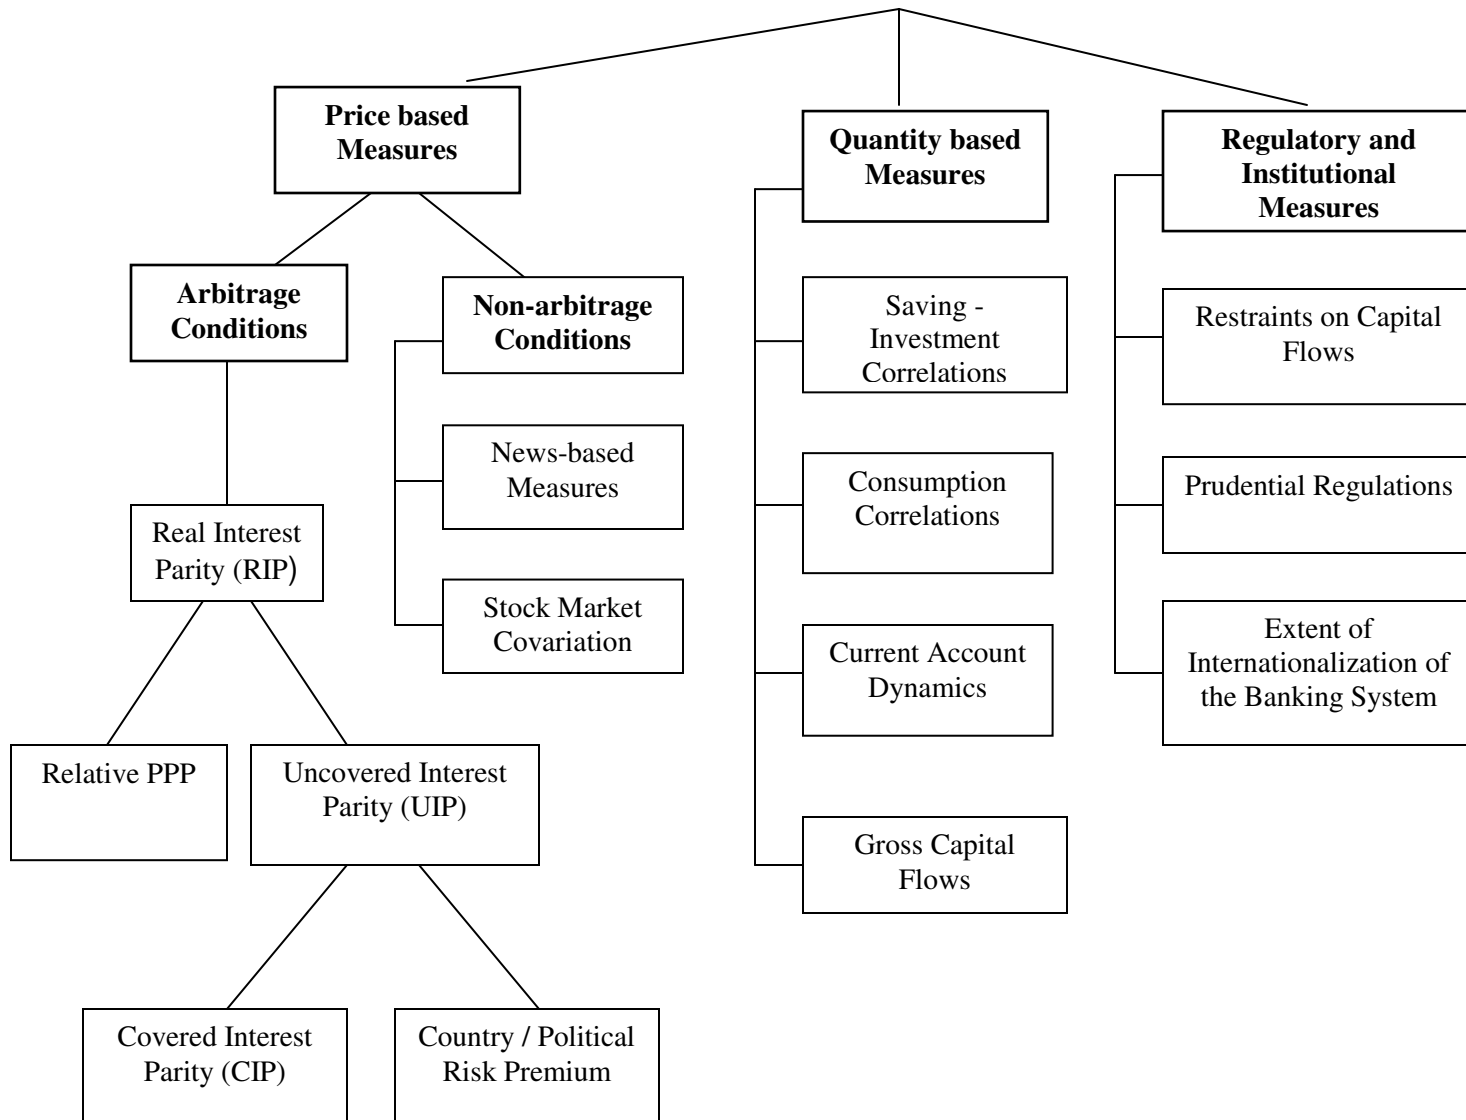 Price based
Measures
Quantity based
Measures
Regulatory and
Institutional
Measures
Arbitrage
Conditions
Non-arbitrage
Conditions
Saving -
Investment
Correlations
Restraints on Capital
Flows
News-based
Measures
Consumption
Correlations
Prudential Regulations
Real Interest
Parity (RIP)
Stock Market
Covariation
Current Account
Dynamics
Extent of
Internationalization of
the Banking System
Relative PPP
Uncovered Interest
Parity (UIP)
Gross Capital
Flows
Covered Interest
Parity (CIP)
Country / Political
Risk Premium